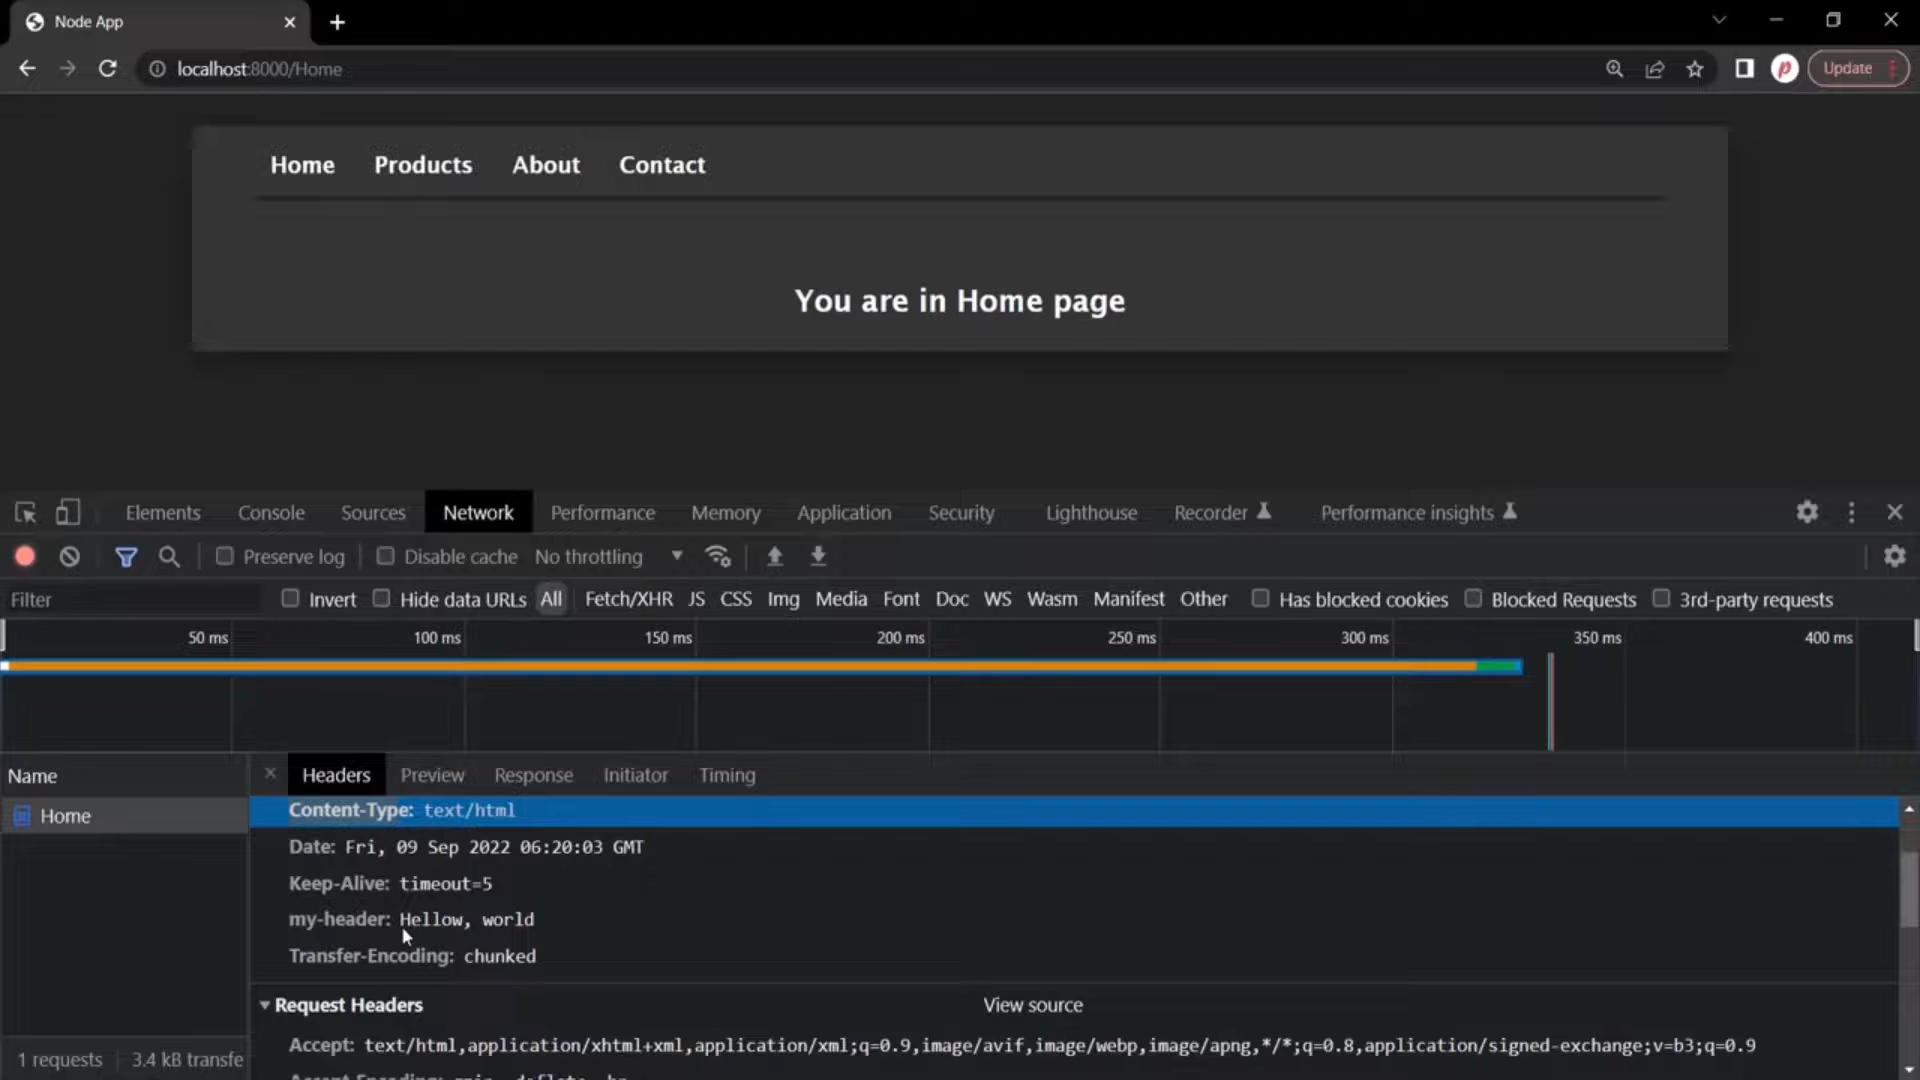 Node App
localhost:8000/Home
Update
Home Products About Contact
You are in Home page
Elements Console Sources Network Performance Memory Application Security Lighthouse Recorder Performance insights
Preserve log Disable cache No throttling
Filter Invert Hide data URLs All Fetch/XHR JS CSS Img Media Font Doc WS Wasm Manifest Other Has blocked cookies Blocked Requests 3rd-party requests
50 ms 100 ms 150 ms 200 ms 250 ms 300 ms 350 ms 400 ms
Name Headers Preview Response Initiator Timing
Home
Content-Type: text/html
Date: Fri, 09 Sep 2022 06:20:03 GMT
Keep-Alive: timeout=5
my-header: Hellow, world
Transfer-Encoding: chunked
Request Headers View source
Accept: text/html,application/xhtml+xml,application/xml;q=0.9,image/avif,image/webp,image/apng,*/*;q=0.8,application/signed-exchange;v=b3;q=0.9
1 requests 3.4 kB transfe